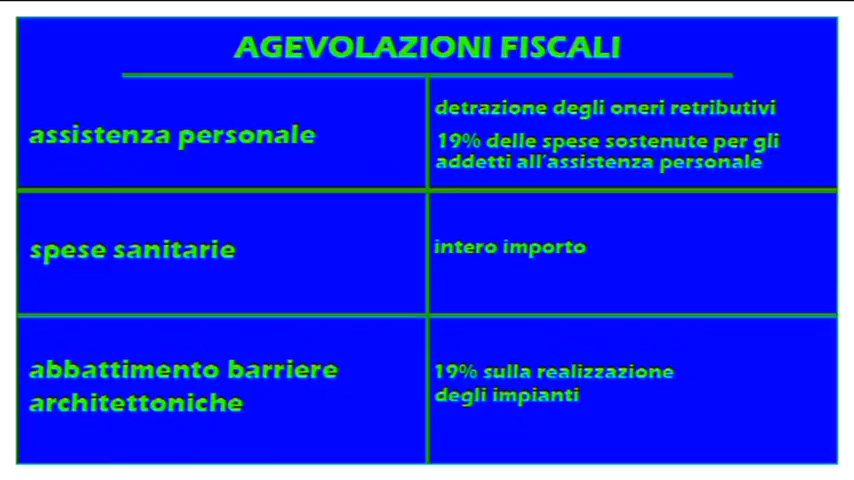 AGEVOLAZIONI FISCALI
assistenza personale
detrazione degli oneri retributivi
19% delle spese sostenute per gli
addetti all'assistenza personale
spese sanitarie
intero importo
abbattimento barriere
architettoniche
19% sulla realizzazione
degli impianti